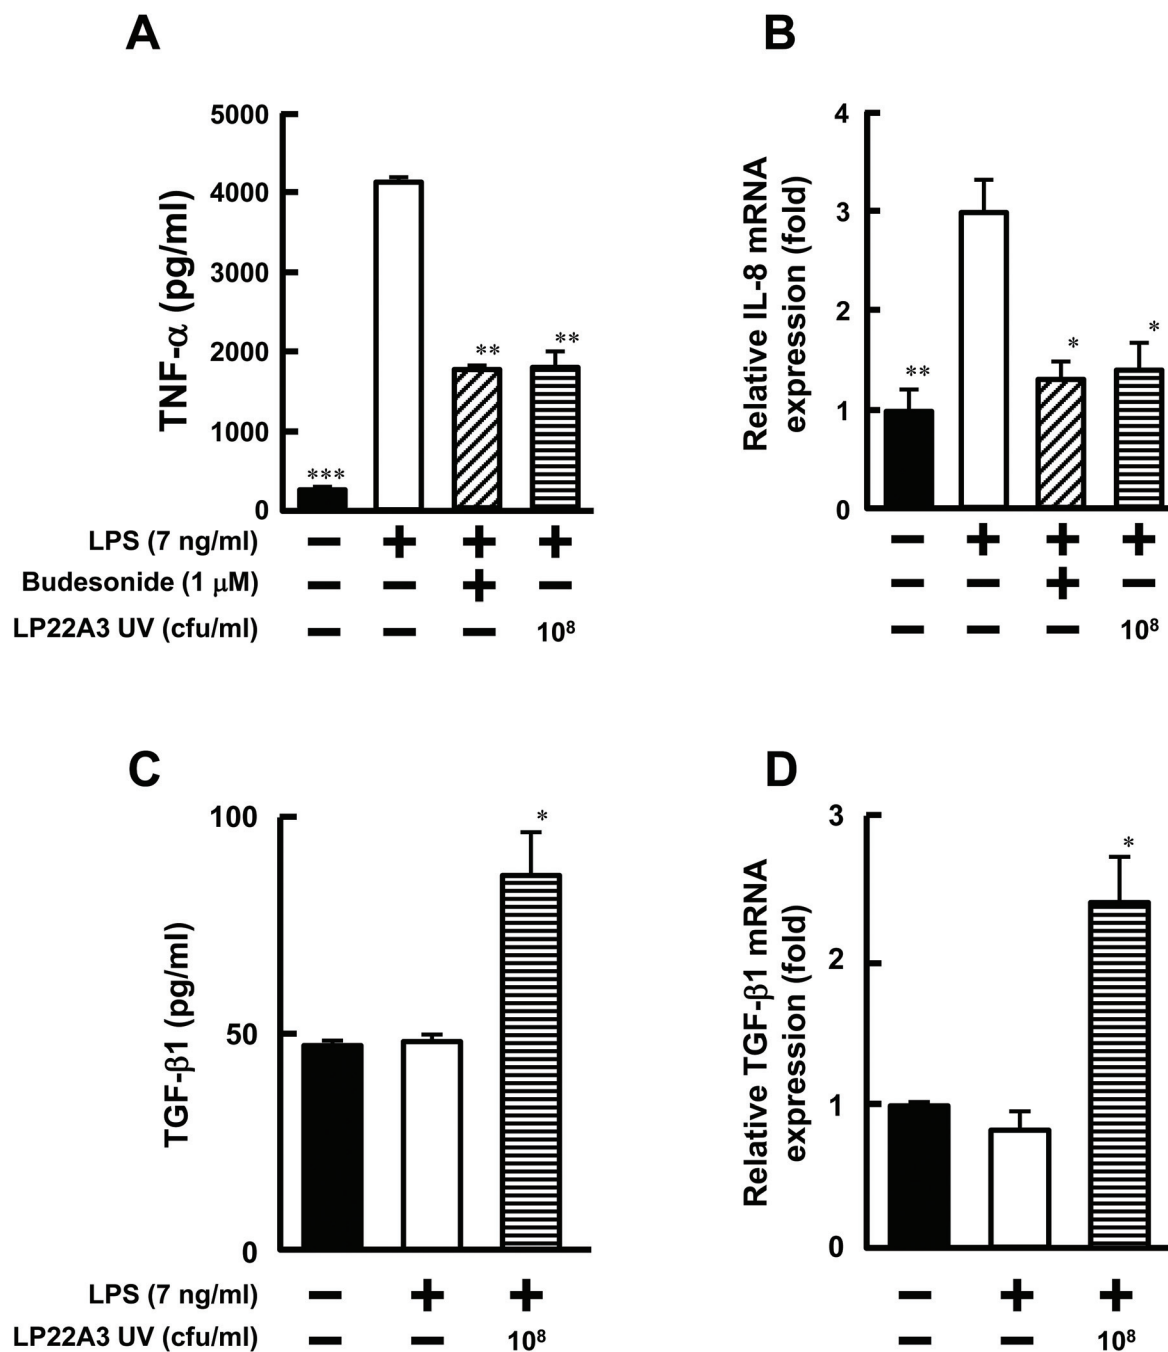 A
B
TNF-α (pg/ml)
5000
4000
3000
2000
1000
0
***
**
**
Relative IL-8 mRNA
expression (fold)
4
3
2
1
0
**
*
*
LPS (7 ng/ml) — + + + — + + +
Budesonide (1 μM) — — + — — — + —
LP22A3 UV (cfu/ml) — — — 10⁸ — — — 10⁸
C
D
TGF-β1 (pg/ml)
100
50
0
*
Relative TGF-β1 mRNA
expression (fold)
3
2
1
0
*
LPS (7 ng/ml) — + + — + +
LP22A3 UV (cfu/ml) — — 10⁸ — — 10⁸